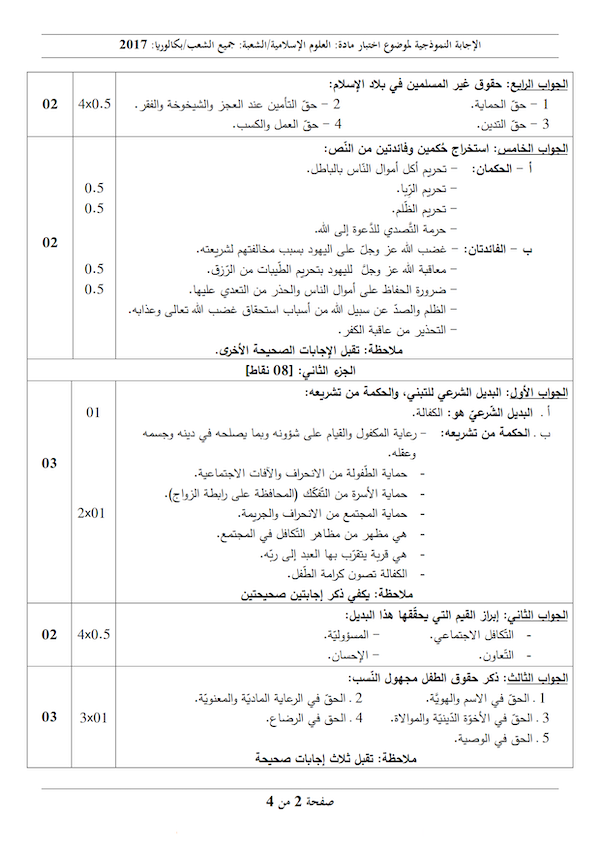 الإجابة النموذجية لموضوع اختبار مادة: العلوم الإسلامية/الشعبة: جميع الشعب/بكالوريا: 2017
الجواب الرابع: حقوق غير المسلمين في بلاد الإسلام:
1 – حقّ الحماية. 2 – حقّ التأمين عند العجز والشيخوخة والفقر.
3 – حقّ التدين. 4 – حقّ العمل والكسب.
4x0.5
02
الجواب الخامس: استخراج حُكمين وفائدتين من النّص:
أ – الحكمان: – تحريم أكل أموال النّاس بالباطل.
– تحريم الرّبا. 0.5
– تحريم الظّلم. 0.5
– حرمة التَّصدي للدَّعوة إلى الله.
ب – الفائدتان: – غضب الله عز وجلّ على اليهود بسبب مخالفتهم لشريعته.
– معاقبة الله عز وجلّ لليهود بتحريم الطّيبات من الرّزق. 0.5
– ضرورة الحفاظ على أموال الناس والحذر من التعدي عليها. 0.5
– الظلم والصدّ عن سبيل الله من أسباب استحقاق غضب الله تعالى وعذابه.
– التحذير من عاقبة الكفر.
ملاحظة: تقبل الإجابات الصحيحة الأخرى.
02
الجزء الثاني: [08 نقاط]
الجواب الأول: البديل الشرعي للتبني، والحكمة من تشريعه:
أ . البديل الشّرعيّ هو: الكفالة. 01
ب . الحكمة من تشريعه: – رعاية المكفول والقيام على شؤونه وبما يصلحه في دينه وجسمه
وعقله.
- حماية الطّفولة من الانحراف والآفات الاجتماعية.
- حماية الأسرة من التّفكّك (المحافظة على رابطة الزواج).
- حماية المجتمع من الانحراف والجريمة. 2x01
- هي مظهر من مظاهر التّكافل في المجتمع.
- هي قربة يتقرّب بها العبد إلى ربّه.
- الكفالة تصون كرامة الطّفل.
ملاحظة: يكفي ذكر إجابتين صحيحتين
03
الجواب الثاني: إبراز القيم التي يحقّقها هذا البديل:
- التّكافل الاجتماعي. – المسؤوليّة.
- التّعاون. – الإحسان.
4x0.5
02
الجواب الثالث: ذكر حقوق الطفل مجهول النّسب:
1 . الحقّ في الاسم والهويَّة. 2 . الحقّ في الرعاية الماديّة والمعنويّة.
3 . الحقّ في الأخوّة الدّينيّة والموالاة. 4 . الحق في الرضاع.
5 . الحق في الوصية.
ملاحظة: تقبل ثلاث إجابات صحيحة
3x01
03
صفحة 2 من 4